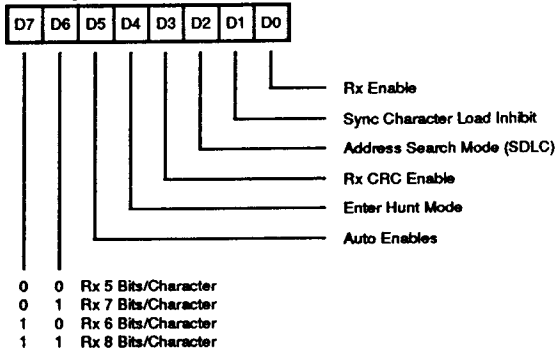 D7 D6 D5 D4 D3 D2 D1 D0
Rx Enable
Sync Character Load Inhibit
Address Search Mode (SDLC)
Rx CRC Enable
Enter Hunt Mode
Auto Enables
0 0 Rx 5 Bits/Character
0 1 Rx 7 Bits/Character
1 0 Rx 6 Bits/Character
1 1 Rx 8 Bits/Character